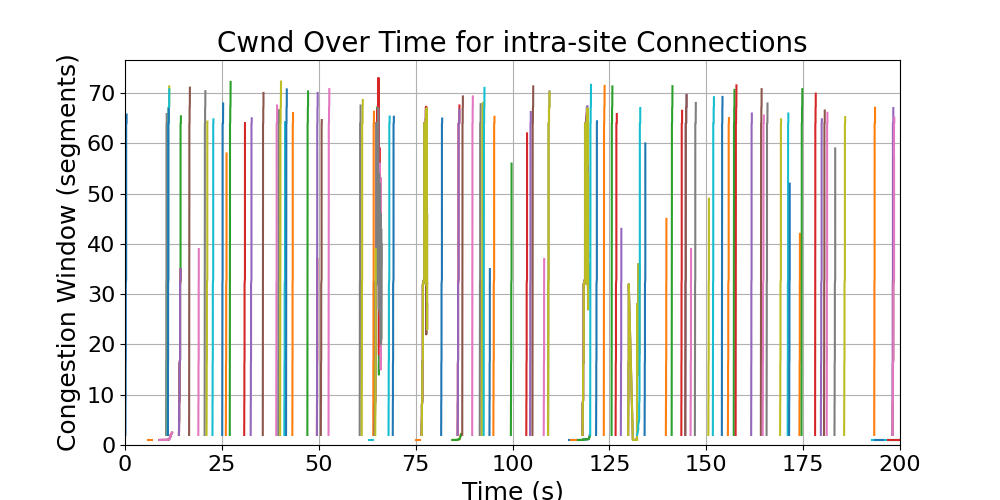 Cwnd Over Time for intra-site Connections
Congestion Window (segments)
70
60
50
40
30
20
10
0
0 25 50 75 100 125 150 175 200
Time (s)